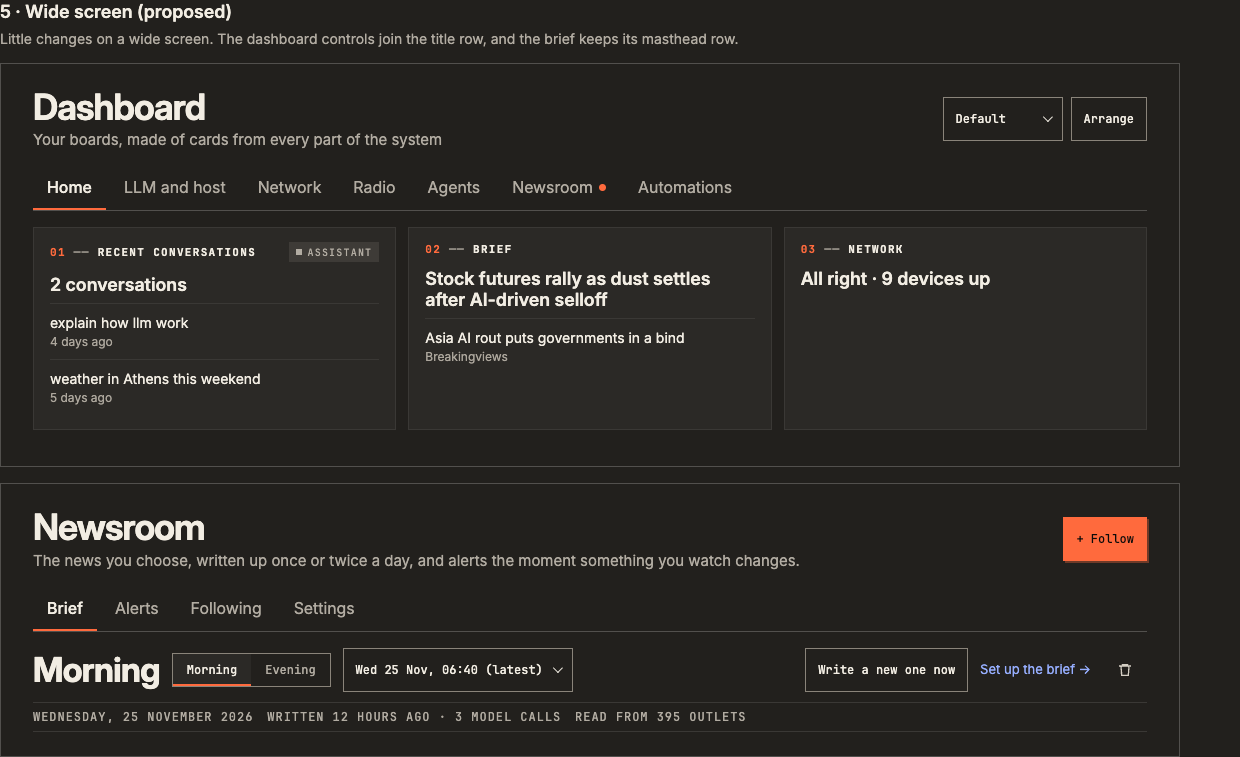 5 · Wide screen (proposed)
Little changes on a wide screen. The dashboard controls join the title row, and the brief keeps its masthead row.
Dashboard
Your boards, made of cards from every part of the system
Default
Arrange
Home
LLM and host
Network
Radio
Agents
Newsroom
Automations
01 — RECENT CONVERSATIONS
ASSISTANT
2 conversations
explain how llm work
4 days ago
weather in Athens this weekend
5 days ago
02 — BRIEF
Stock futures rally as dust settles
after AI-driven selloff
Asia AI rout puts governments in a bind
Breakingviews
03 — NETWORK
All right · 9 devices up
Newsroom
The news you choose, written up once or twice a day, and alerts the moment something you watch changes.
+ Follow
Brief
Alerts
Following
Settings
Morning
Morning
Evening
Wed 25 Nov, 06:40 (latest)
Write a new one now
Set up the brief →
WEDNESDAY, 25 NOVEMBER 2026 WRITTEN 12 HOURS AGO · 3 MODEL CALLS READ FROM 395 OUTLETS